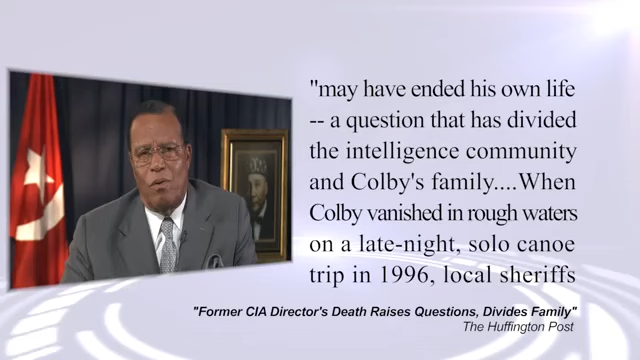 "may have ended his own life
-- a question that has divided
the intelligence community
and Colby's family....When
Colby vanished in rough waters
on a late-night, solo canoe
trip in 1996, local sheriffs
"Former CIA Director's Death Raises Questions, Divides Family"
The Huffington Post